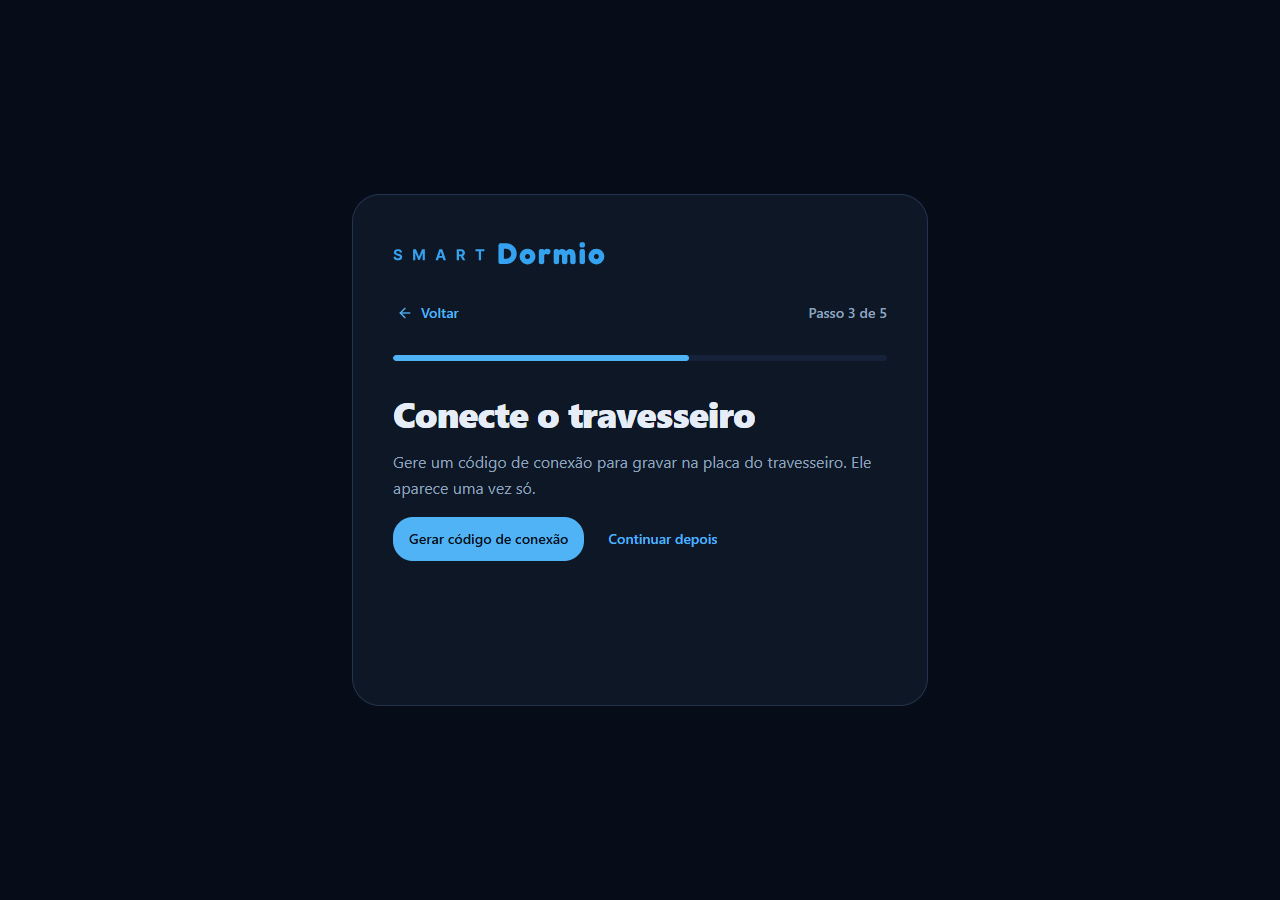 SMART Dormio
Voltar
Passo 3 de 5
Conecte o travesseiro
Gere um código de conexão para gravar na placa do travesseiro. Ele
aparece uma vez só.
Gerar código de conexão
Continuar depois